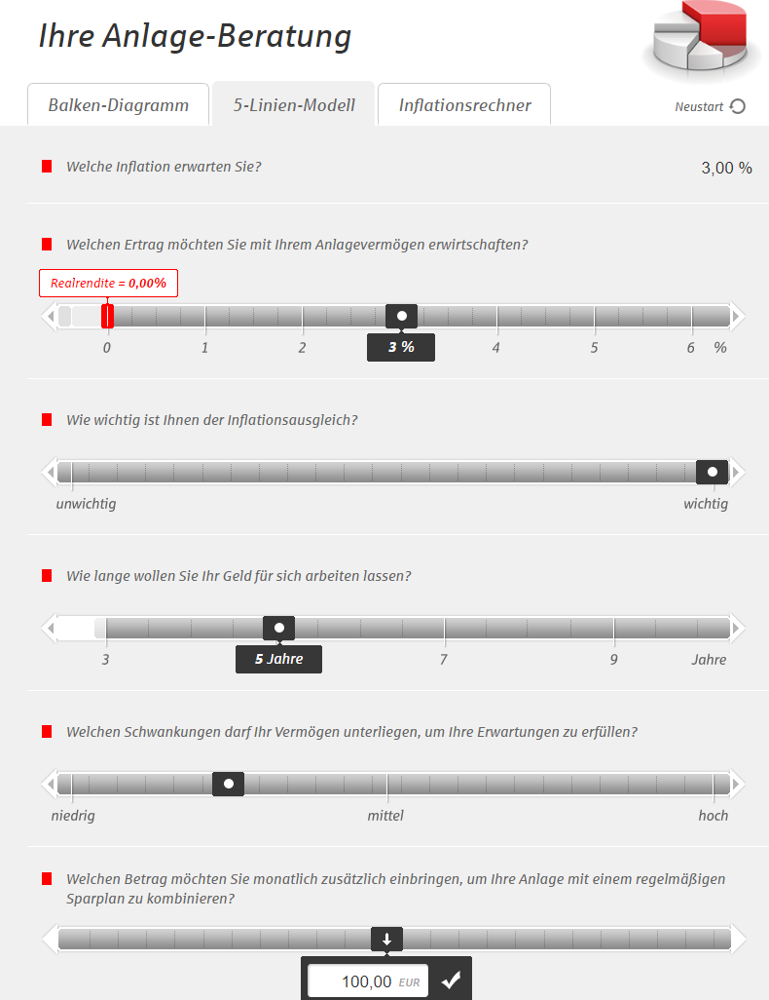 Ihre Anlage-Beratung
Balken-Diagramm 5-Linien-Modell Inflationsrechner Neustart
Welche Inflation erwarten Sie? 3,00 %
Welchen Ertrag möchten Sie mit Ihrem Anlagevermögen erwirtschaften?
Realrendite = 0,00%
0 1 2 3 % 4 5 6 %
Wie wichtig ist Ihnen der Inflationsausgleich?
unwichtig wichtig
Wie lange wollen Sie Ihr Geld für sich arbeiten lassen?
3 5 Jahre 7 9 Jahre
Welchen Schwankungen darf Ihr Vermögen unterliegen, um Ihre Erwartungen zu erfüllen?
niedrig mittel hoch
Welchen Betrag möchten Sie monatlich zusätzlich einbringen, um Ihre Anlage mit einem regelmäßigen
Sparplan zu kombinieren?
100,00 EUR